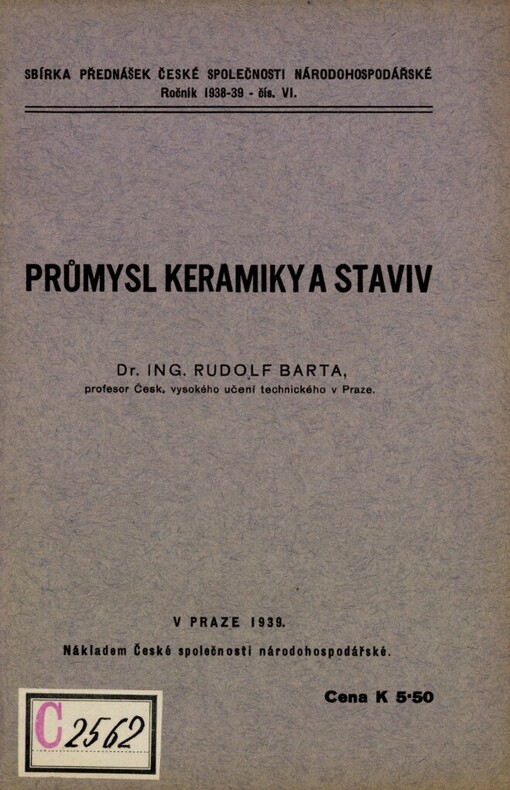 SBÍRKA PŘEDNÁŠEK ČESKÉ SPOLEČNOSTI NÁRODOHOSPODÁŘSKÉ
Ročník 1938-39 - čís. VI.
PRŮMYSL KERAMIKY A STAVIV
Dr. ING. RUDOLF BARTA,
profesor Česk. vysokého učení technického v Praze.
V PRAZE 1939.
Nákladem České společnosti národohospodářské.
Cena K 5·50
C 2562